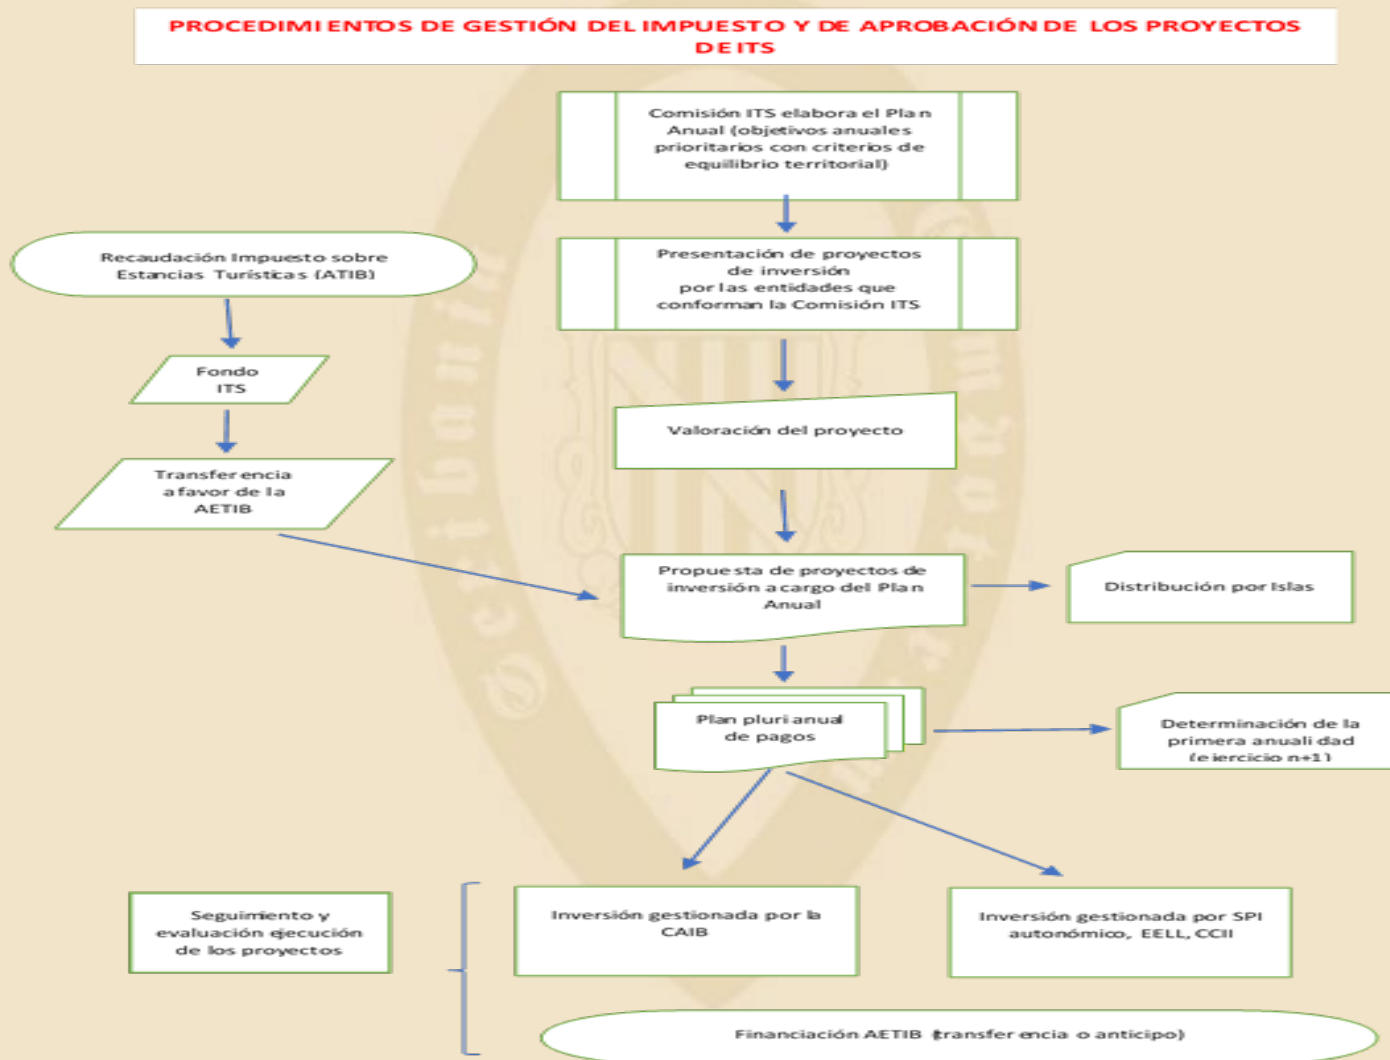 PROCEDIMIENTOS DE GESTIÓN DEL IMPUESTO Y DE APROBACIÓN DE LOS PROYECTOS
DE ITS
Comisión ITS elabora el Plan
Anual (objetivos anuales
prioritarios con criterios de
equilibrio territorial)
Recaudación Impuesto sobre
Estancias Turísticas (ATIB)
Presentación de proyectos
de inversión
por las entidades que
conforman la Comisión ITS
Fondo
ITS
Valoración del proyecto
Transferencia
a favor de la
AETIB
Propuesta de proyectos de
inversión a cargo del Plan
Anual
Distribución por Islas
Plan pluri anual
de pagos
Determinación de la
primera anualidad
(ejercicio n+1)
Seguimiento y
evaluación ejecución
de los proyectos
Inversión gestionada por la
CAIB
Inversión gestionada por SPI
autonómico, EELL, CCII
Financiación AETIB (transferencia o anticipo)